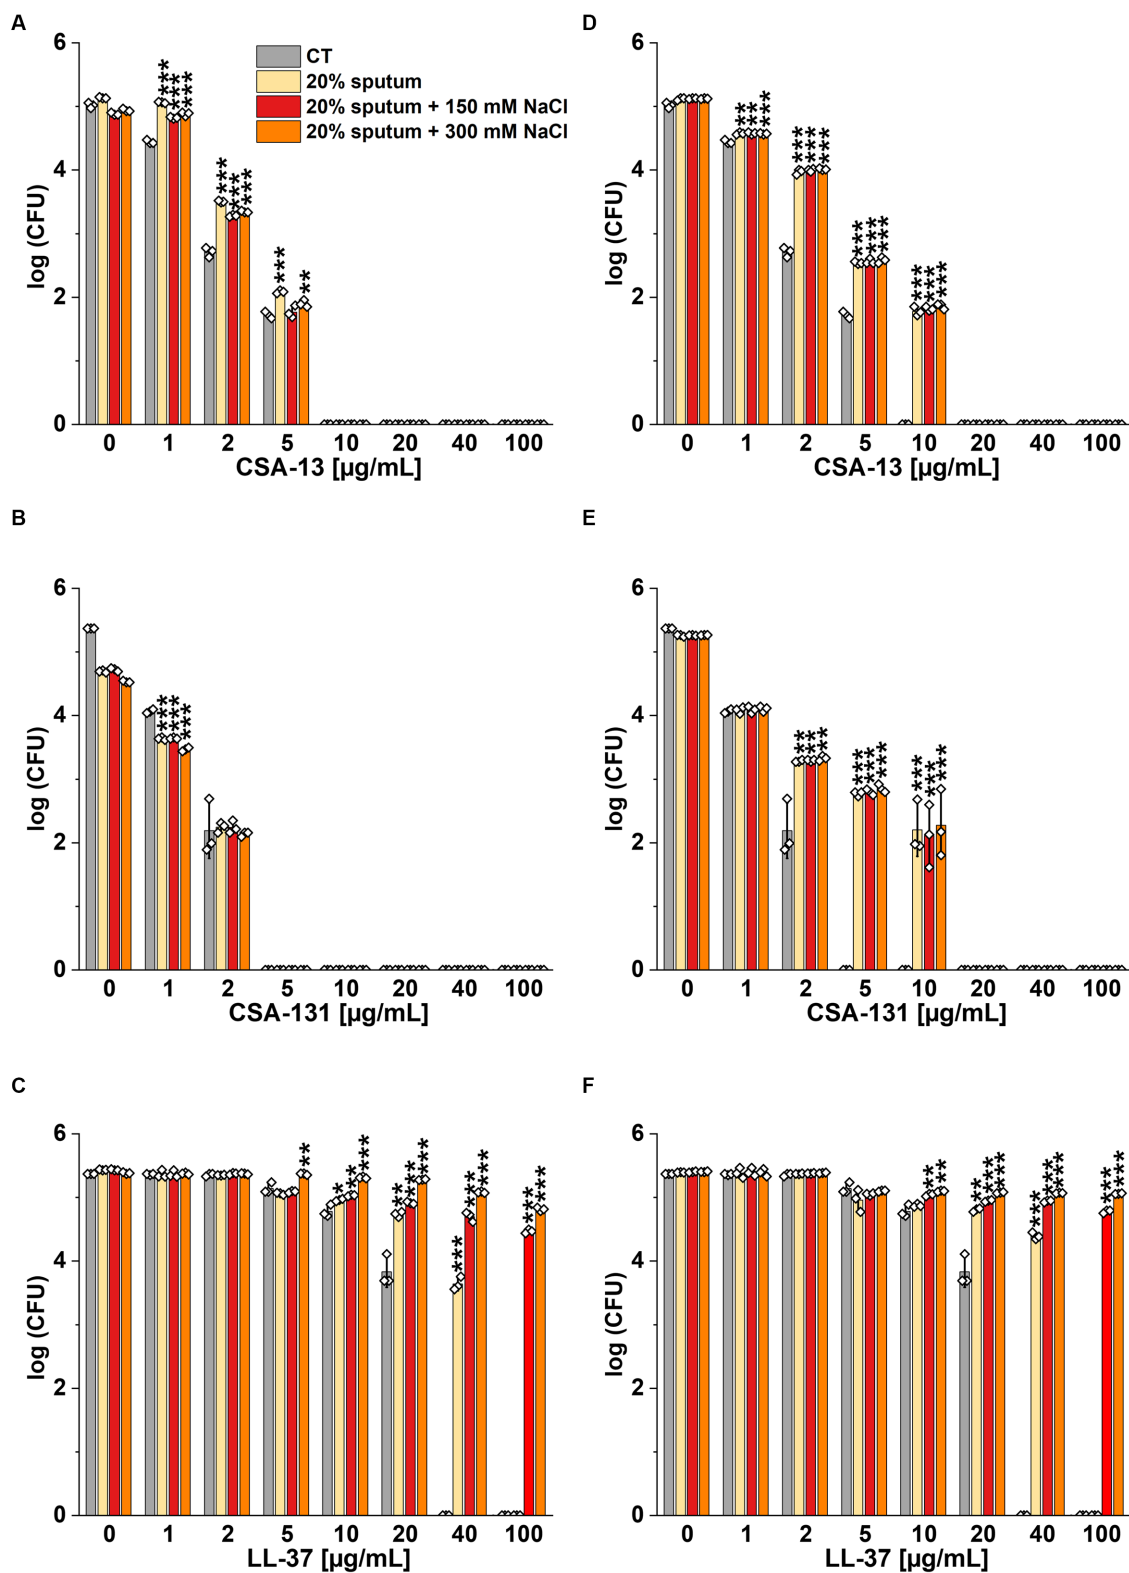 A
6
4
2
0
log (CFU)
CT
20% sputum
20% sputum + 150 mM NaCl
20% sputum + 300 mM NaCl
***
***
***
***
***
***
***
**
0 1 2 5 10 20 40 100
CSA-13 [µg/mL]
D
6
4
2
0
log (CFU)
**
**
***
***
***
***
***
***
***
***
***
***
0 1 2 5 10 20 40 100
CSA-13 [µg/mL]
B
6
4
2
0
log (CFU)
***
***
***
0 1 2 5 10 20 40 100
CSA-131 [µg/mL]
E
6
4
2
0
log (CFU)
**
**
**
***
***
***
***
***
***
0 1 2 5 10 20 40 100
CSA-131 [µg/mL]
C
6
4
2
0
log (CFU)
**
*
**
***
**
***
***
***
***
***
***
***
0 1 2 5 10 20 40 100
LL-37 [µg/mL]
F
6
4
2
0
log (CFU)
**
**
**
***
***
***
***
***
***
***
0 1 2 5 10 20 40 100
LL-37 [µg/mL]